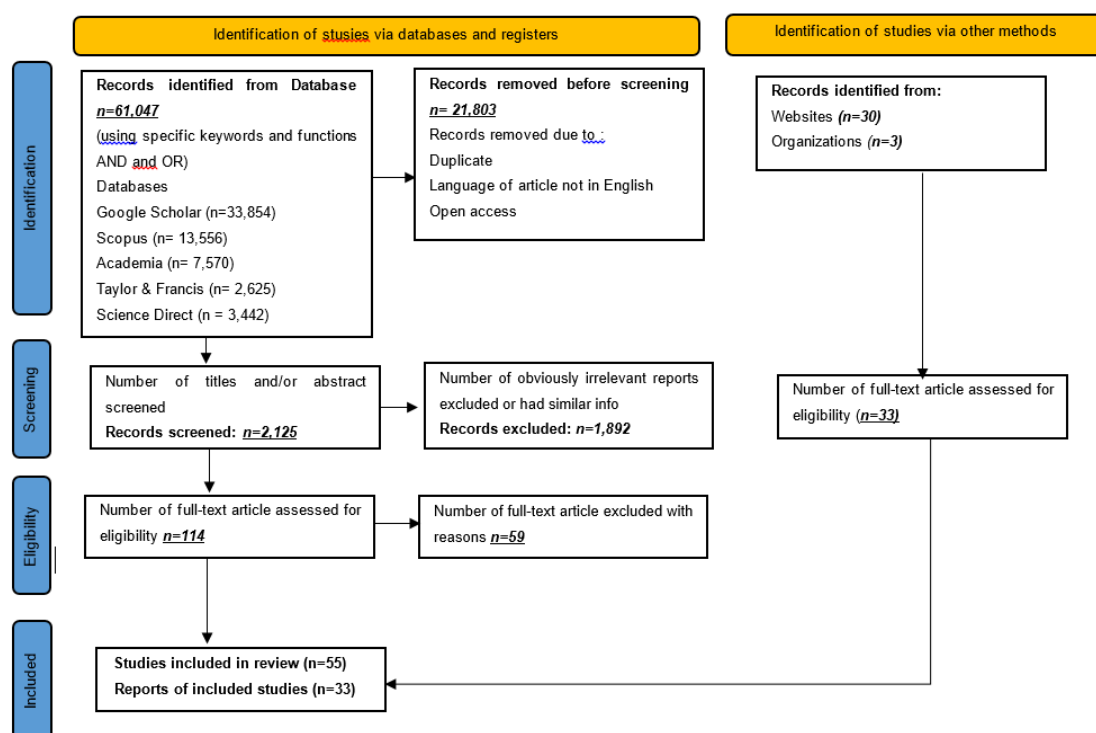 Identification of stusies via databases and registers
Identification of studies via other methods
Identification
Records identified from Database
n=61,047
(using specific keywords and functions
AND and OR)
Databases
Google Scholar (n=33,854)
Scopus (n= 13,556)
Academia (n= 7,570)
Taylor & Francis (n= 2,625)
Science Direct (n = 3,442)
Records removed before screening
n= 21,803
Records removed due to :
Duplicate
Language of article not in English
Open access
Records identified from:
Websites (n=30)
Organizations (n=3)
Screening
Number of titles and/or abstract
screened
Records screened: n=2,125
Number of obviously irrelevant reports
excluded or had similar info
Records excluded: n=1,892
Number of full-text article assessed for
eligibility (n=33)
Eligibility
Number of full-text article assessed for
eligibility n=114
Number of full-text article excluded with
reasons n=59
Included
Studies included in review (n=55)
Reports of included studies (n=33)